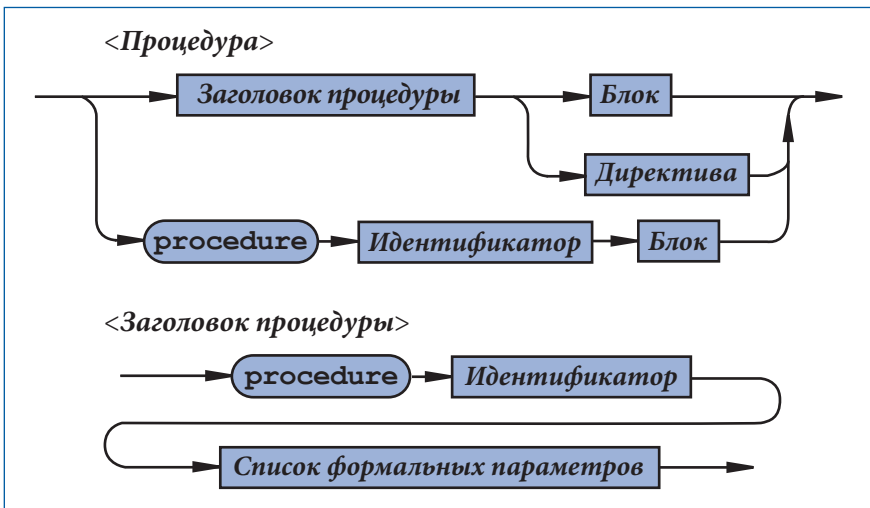 <Процедура>
Заголовок процедуры Блок
Директива
procedure Идентификатор Блок
<Заголовок процедуры>
procedure Идентификатор
Список формальных параметров